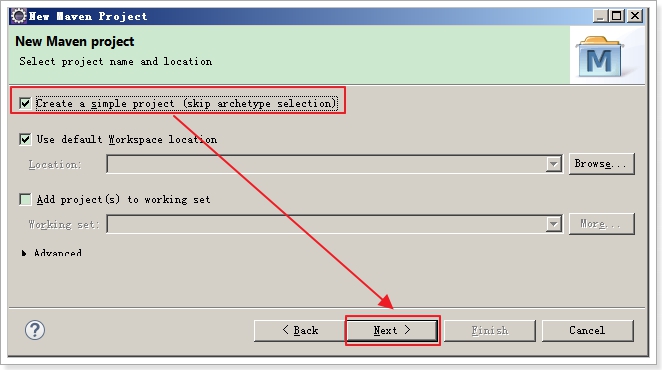 New Maven Project
New Maven project
Select project name and location
M
Create a simple project (skip archetype selection)
Use default Workspace location
Location:
Browse...
Add project(s) to working set
Working set:
More...
Advanced
?
< Back
Next >
Finish
Cancel